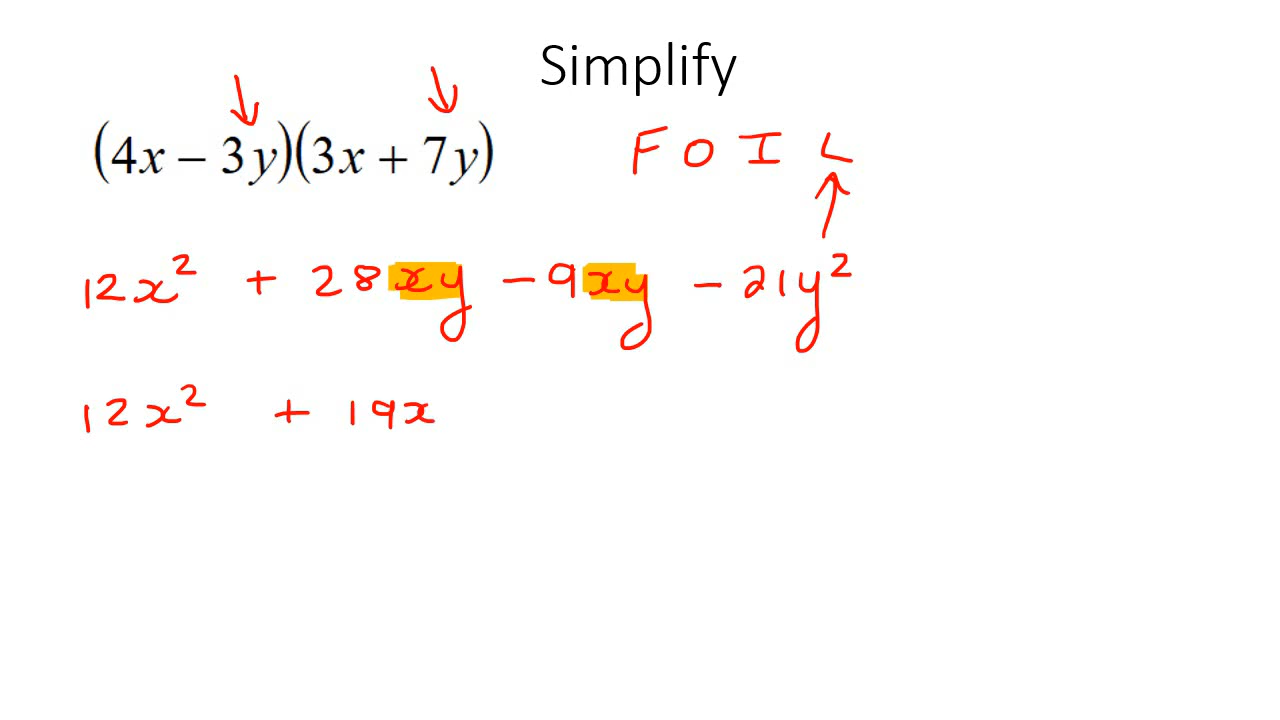 Simplify
(4x − 3y)(3x + 7y)
F O I L
12x² + 28xy − 9xy − 21y²
12x² + 19x